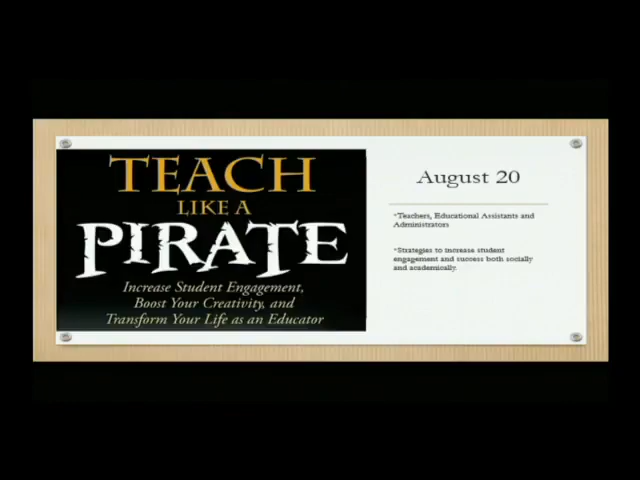 TEACH
LIKE A
PIRATE
Increase Student Engagement,
Boost Your Creativity, and
Transform Your Life as an Educator
August 20
•Teachers, Educational Assistants and
Administrators
•Strategies to increase student
engagement and success both socially
and academically.